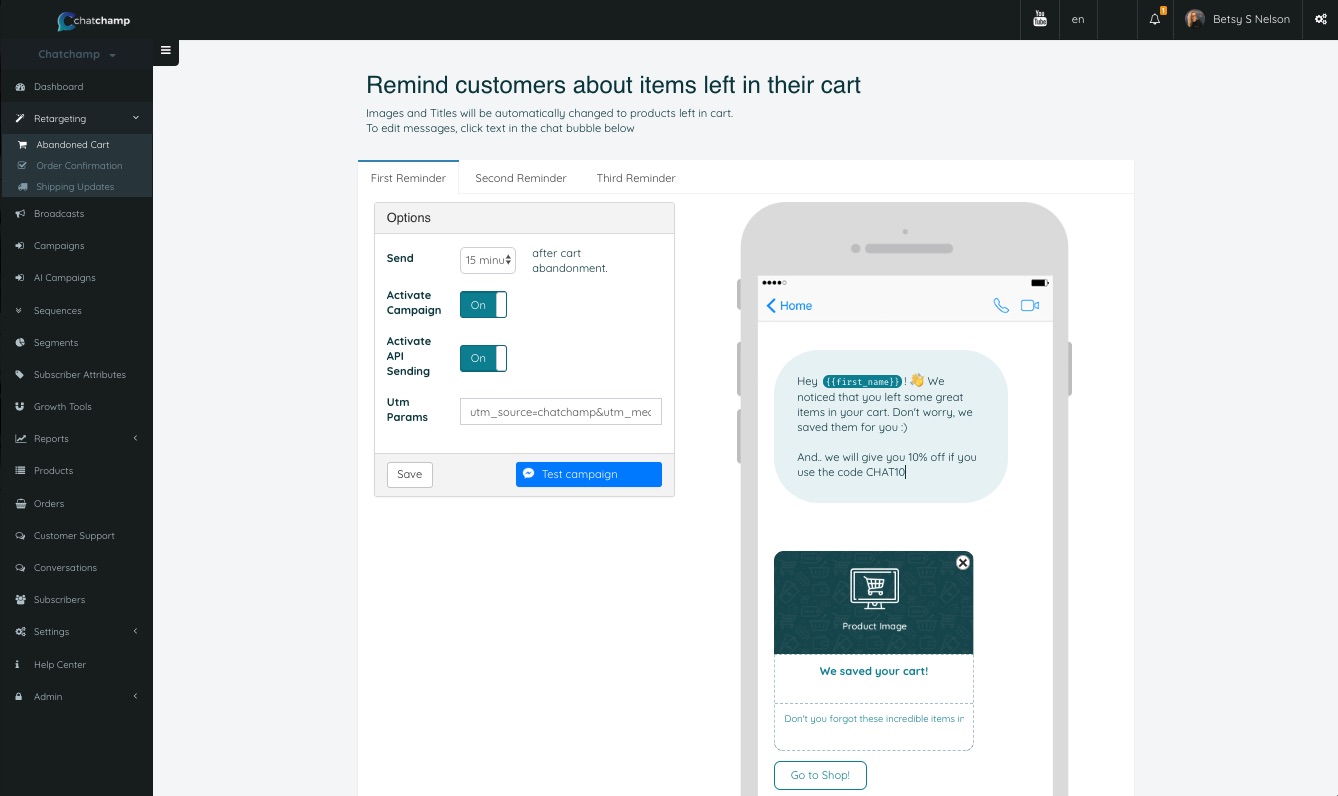 chatchamp
You
Tube
en
1
Betsy S Nelson
Chatchamp
Dashboard
Retargeting
Abandoned Cart
Order Confirmation
Shipping Updates
Broadcasts
Campaigns
AI Campaigns
Sequences
Segments
Subscriber Attributes
Growth Tools
Reports
Products
Orders
Customer Support
Conversations
Subscribers
Settings
Help Center
Admin
Remind customers about items left in their cart
Images and Titles will be automatically changed to products left in cart.
To edit messages, click text in the chat bubble below
First Reminder
Second Reminder
Third Reminder
Options
Send
15 minu
after cart
abandonment.
Activate
Campaign
On
Activate
API
Sending
On
Utm
Params
utm_source=chatchamp&utm_mec
Save
Test campaign
Home
Hey {{first_name}} ! 👋 We
noticed that you left some great
items in your cart. Don't worry, we
saved them for you :)
And.. we will give you 10% off if you
use the code CHAT10
Product Image
We saved your cart!
Don't you forgot these incredible items in
Go to Shop!